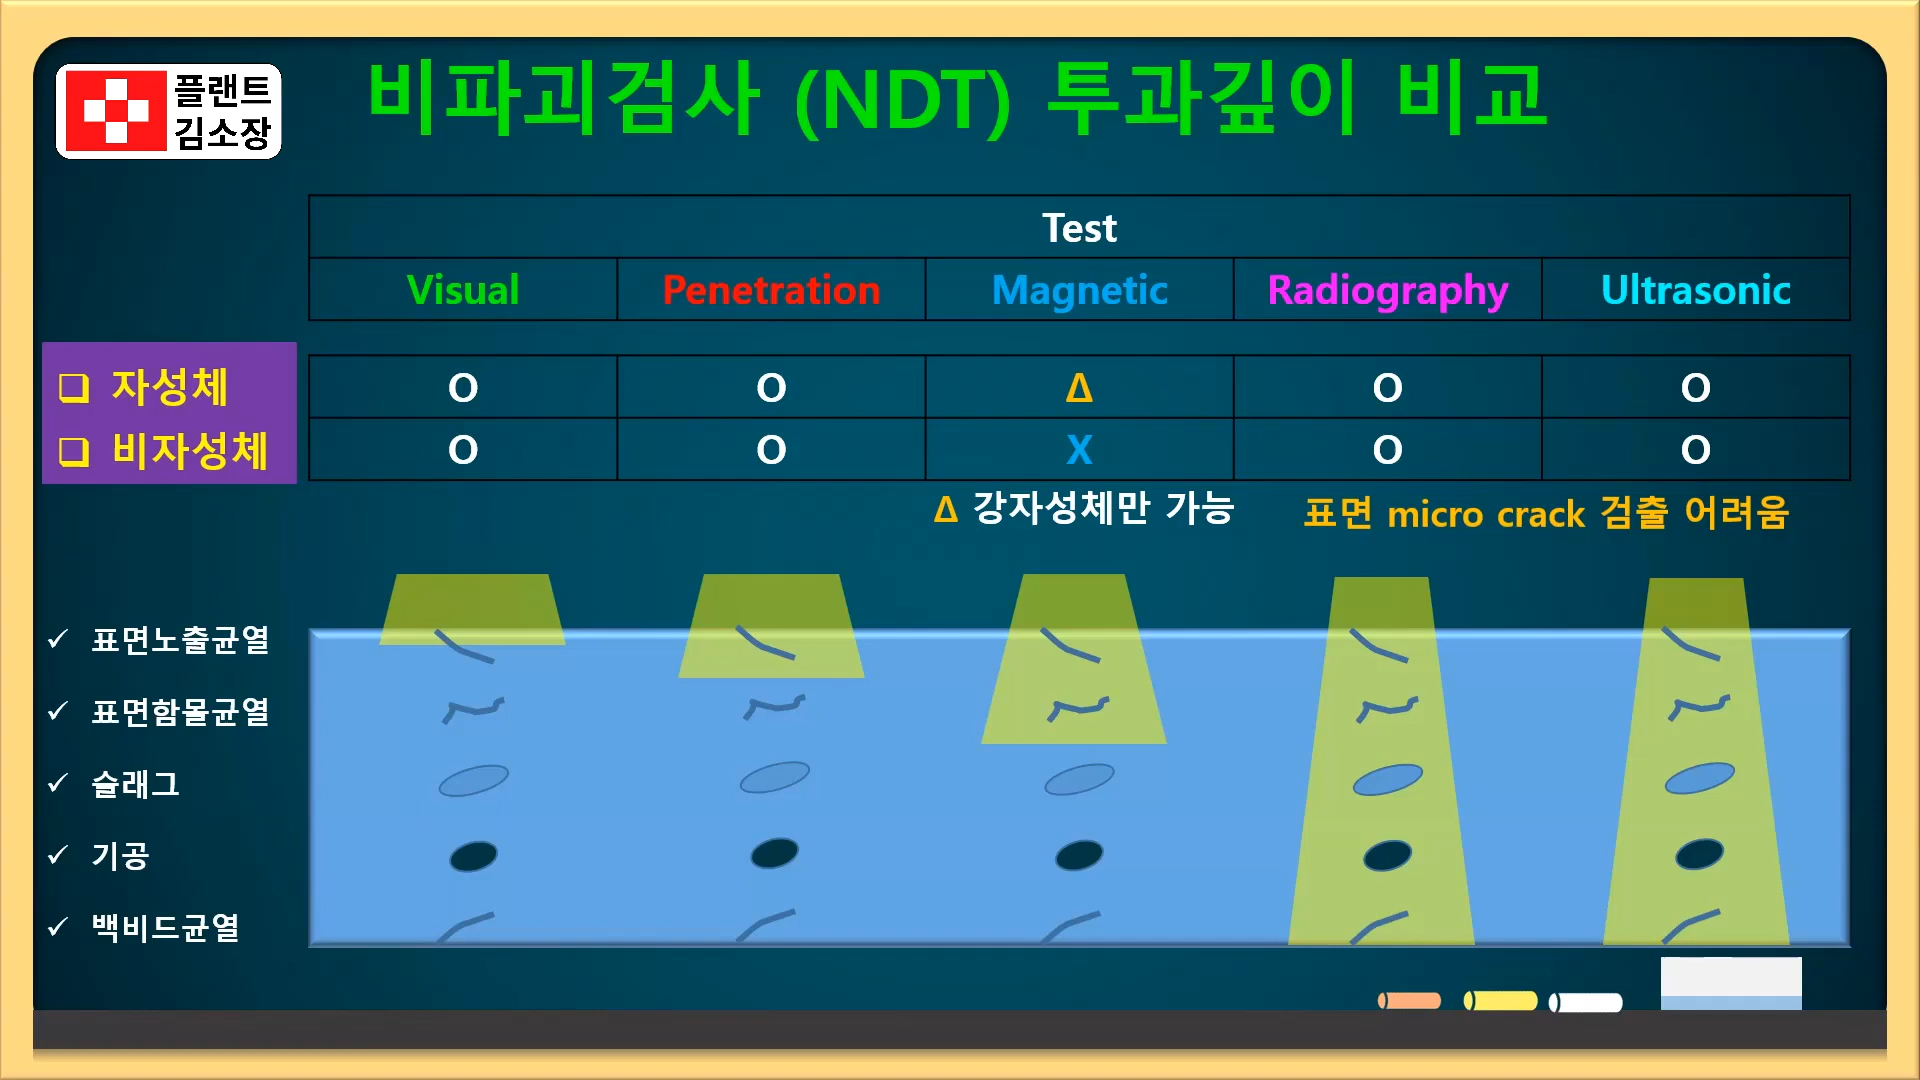 플랜트
김소장
비파괴검사 (NDT) 투과깊이 비교
Test
Visual Penetration Magnetic Radiography Ultrasonic
❑ 자성체 O O Δ O O
❑ 비자성체 O O X O O
Δ 강자성체만 가능 표면 micro crack 검출 어려움
✓ 표면노출균열
✓ 표면함몰균열
✓ 슬래그
✓ 기공
✓ 백비드균열